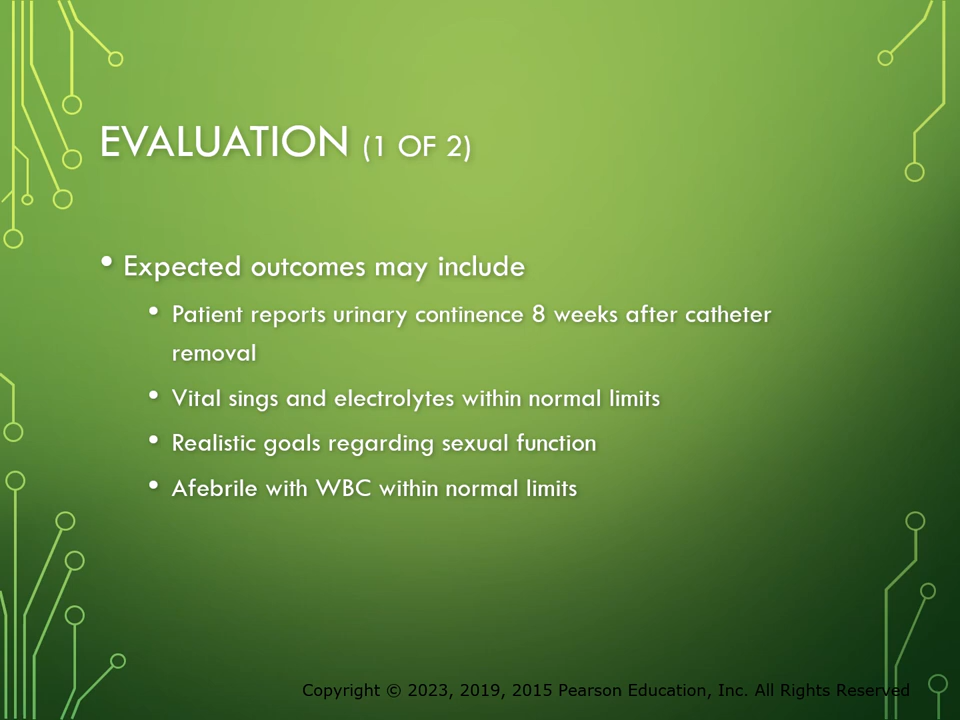 EVALUATION (1 OF 2)
• Expected outcomes may include
• Patient reports urinary continence 8 weeks after catheter
removal
• Vital sings and electrolytes within normal limits
• Realistic goals regarding sexual function
• Afebrile with WBC within normal limits
Copyright © 2023, 2019, 2015 Pearson Education, Inc. All Rights Reserved